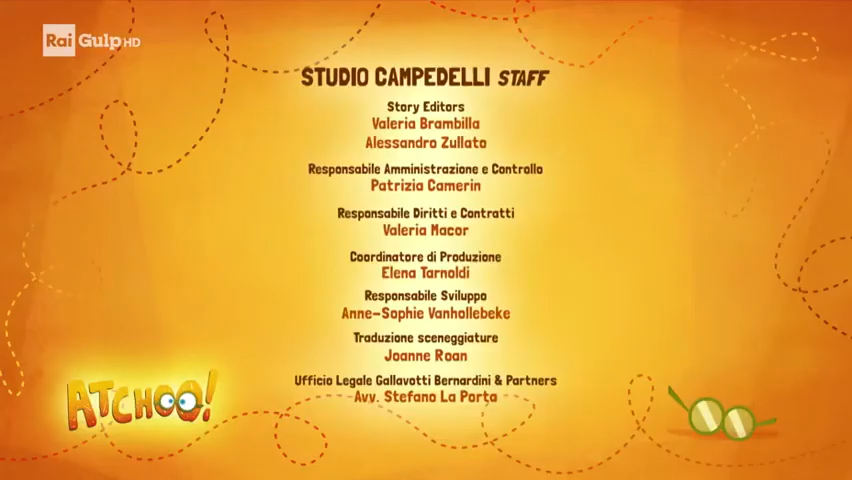 Rai Gulp HD
STUDIO CAMPEDELLI STAFF
Story Editors
Valeria Brambilla
Alessandro Zullato
Responsabile Amministrazione e Controllo
Patrizia Camerin
Responsabile Diritti e Contratti
Valeria Macor
Coordinatore di Produzione
Elena Tarnoldi
Responsabile Sviluppo
Anne-Sophie Vanhollebeke
Traduzione sceneggiature
Joanne Roan
Ufficio Legale Gallavotti Bernardini & Partners
Avv. Stefano La Porta
ATCHOO!